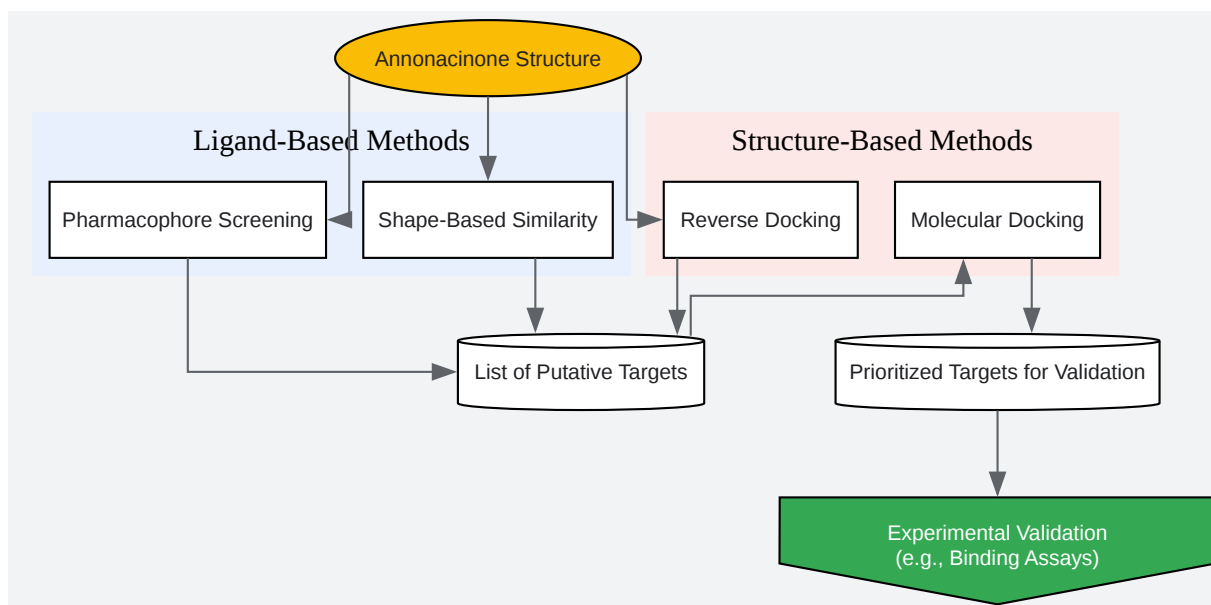 Annonacinone Structure
Ligand-Based Methods
Structure-Based Methods
Pharmacophore Screening
Shape-Based Similarity
Reverse Docking
Molecular Docking
List of Putative Targets
Prioritized Targets for Validation
Experimental Validation
(e.g., Binding Assays)